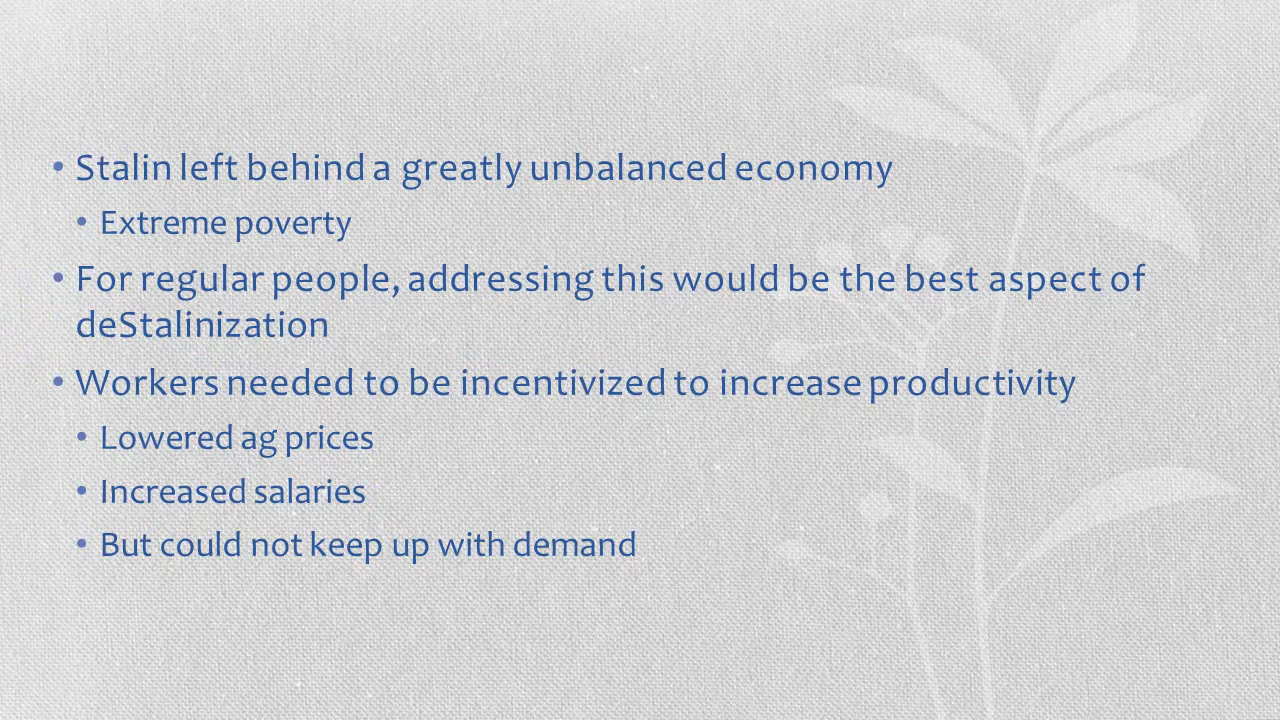 • Stalin left behind a greatly unbalanced economy
• Extreme poverty
• For regular people, addressing this would be the best aspect of
deStalinization
• Workers needed to be incentivized to increase productivity
• Lowered ag prices
• Increased salaries
• But could not keep up with demand